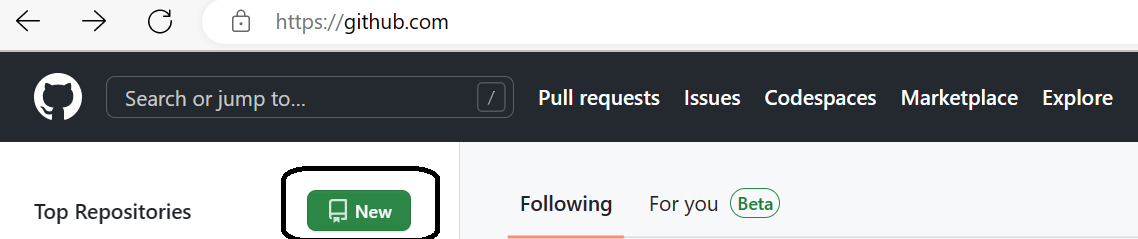 https://github.com
Search or jump to... / Pull requests Issues Codespaces Marketplace Explore
Top Repositories New Following For you Beta